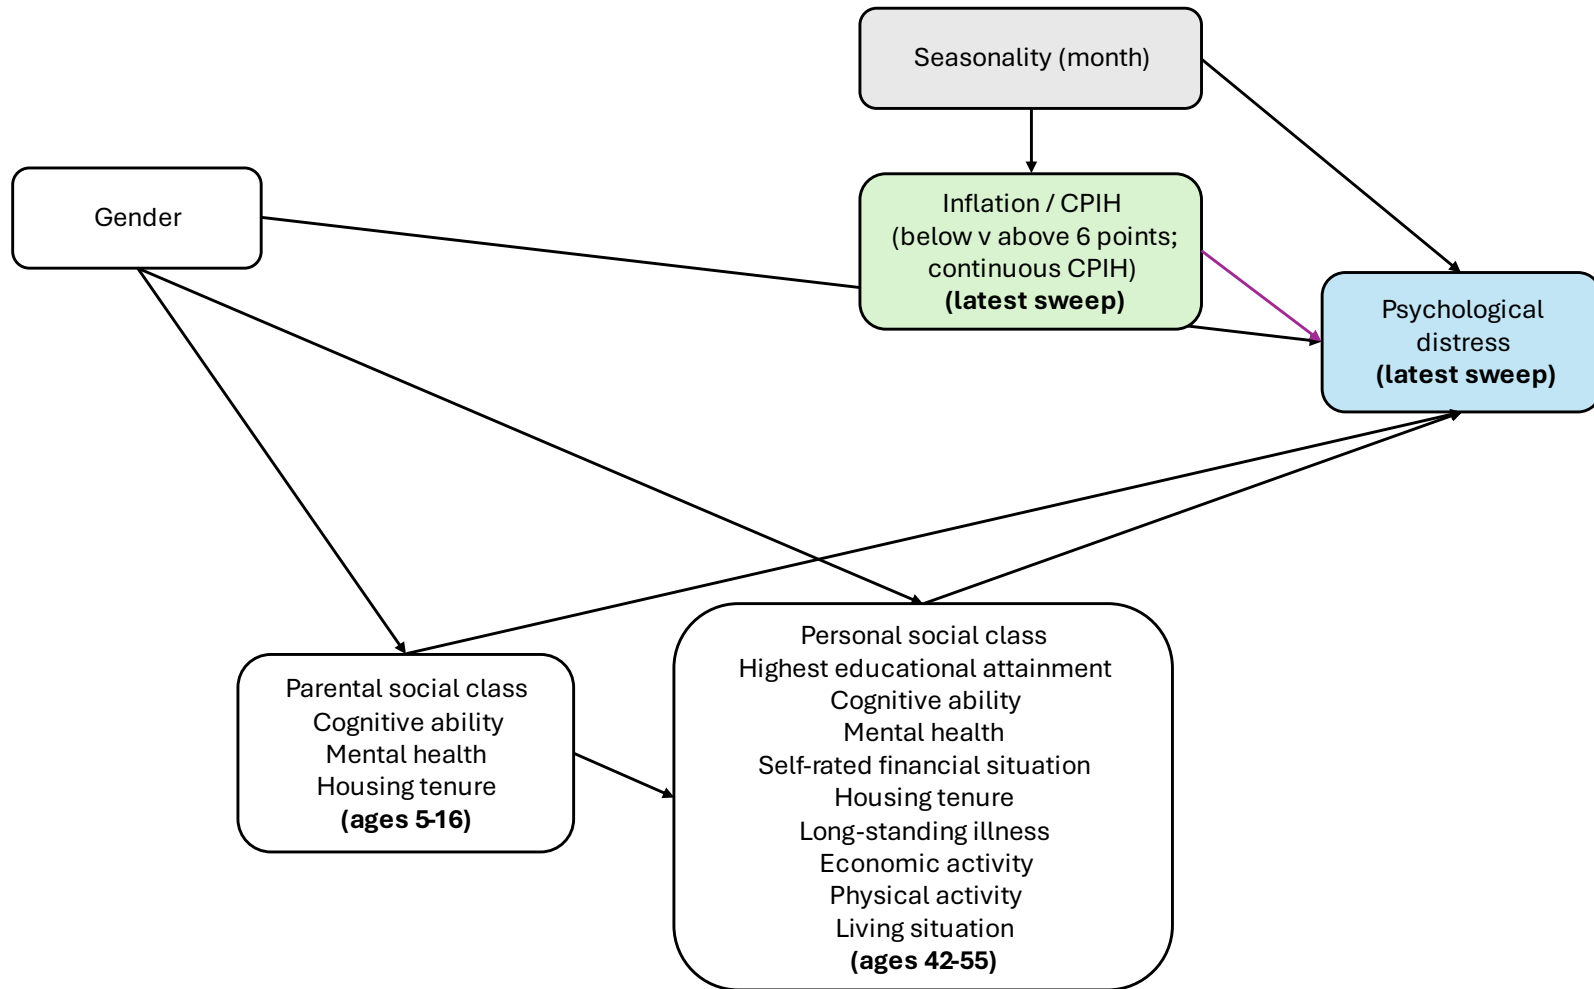 Seasonality (month)
Gender
Inflation / CPIH
(below v above 6 points;
continuous CPIH)
(latest sweep)
Psychological
distress
(latest sweep)
Parental social class
Cognitive ability
Mental health
Housing tenure
(ages 5-16)
Personal social class
Highest educational attainment
Cognitive ability
Mental health
Self-rated financial situation
Housing tenure
Long-standing illness
Economic activity
Physical activity
Living situation
(ages 42-55)